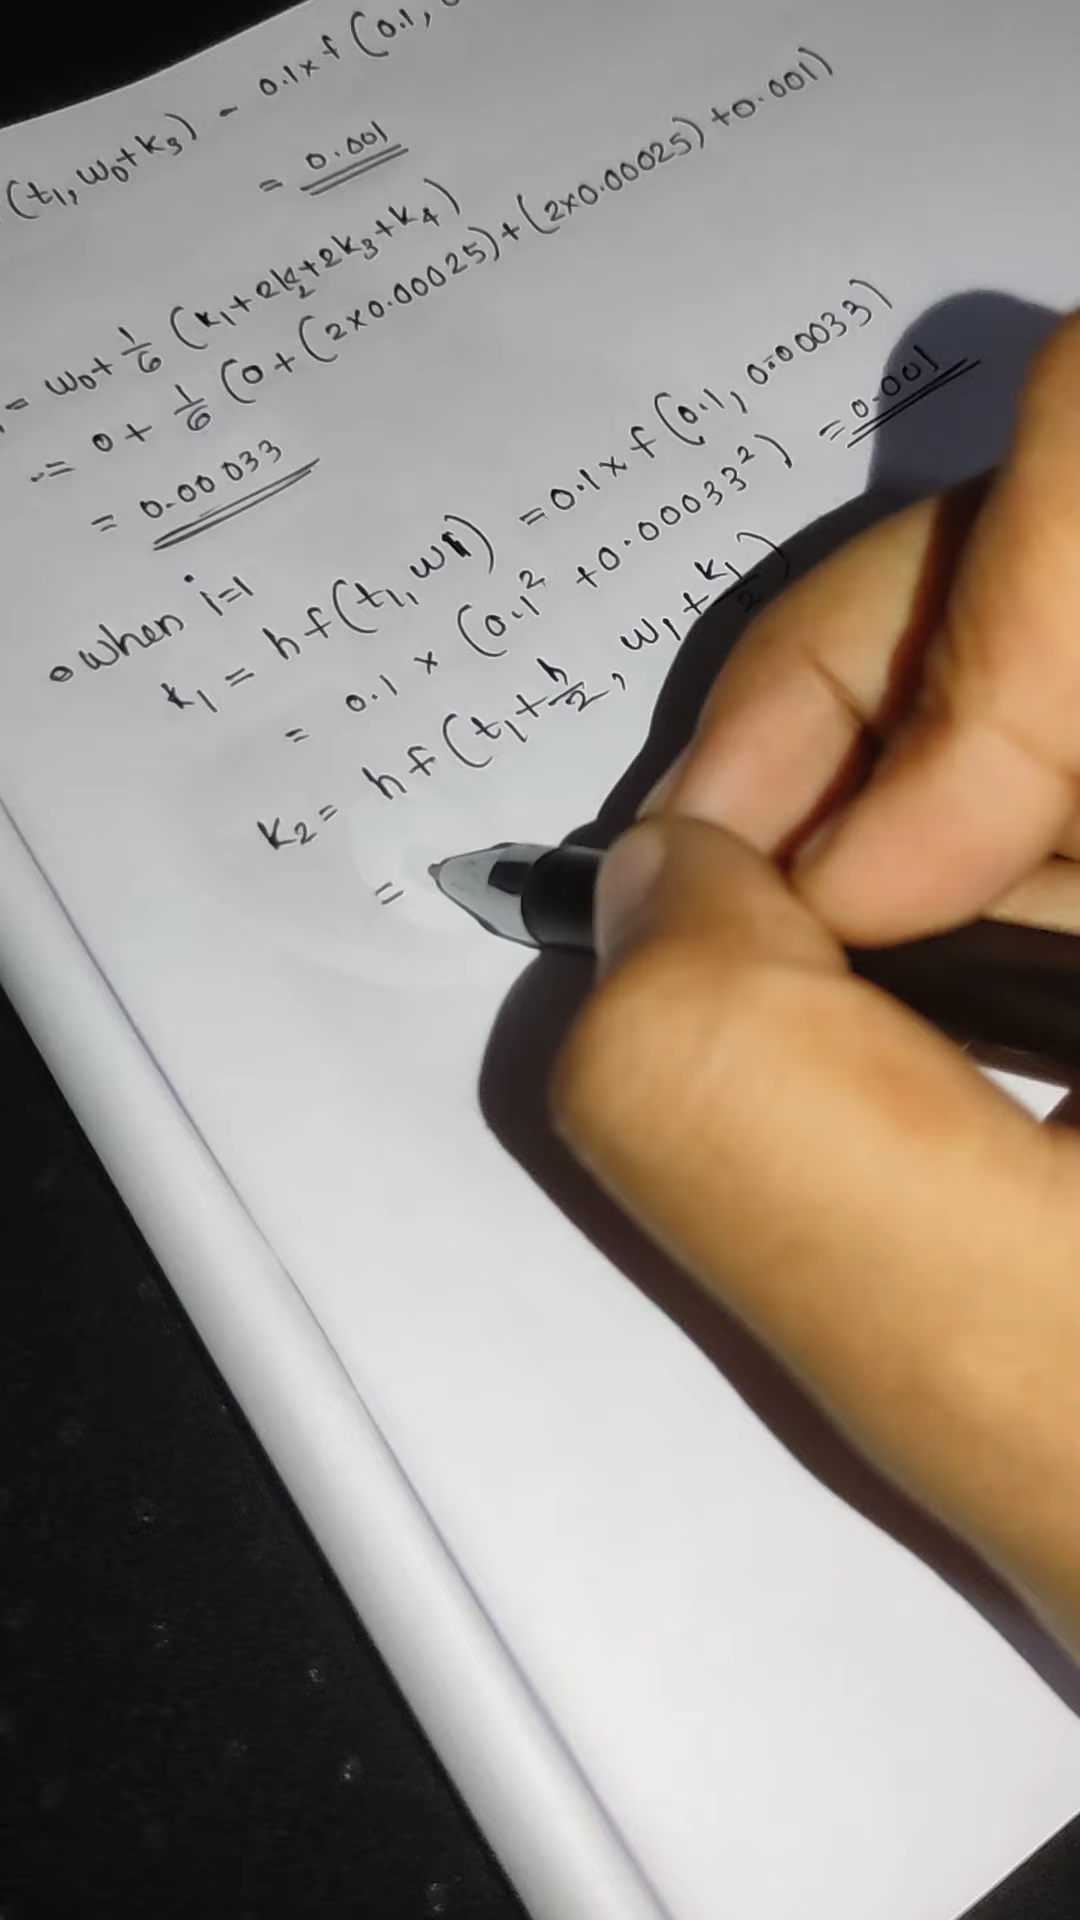 (t₁, w₀+k₃) - 0.1×f (0.1,
= 0.001
= w₀+ 1/6 (k₁+2k₂+2k₃+k₄)
= 0+ 1/6 (0+(2×0.00025)+(2×0.00025)+0.001)
= 0.00033
• when i=1
k₁ = hf(t₁, w₁) = 0.1×f (0.1, 0.00033)
= 0.1 × (0.1² +0.00033²) = 0.001
K₂= hf (t₁+h/2, w₁+k₁/2)
=